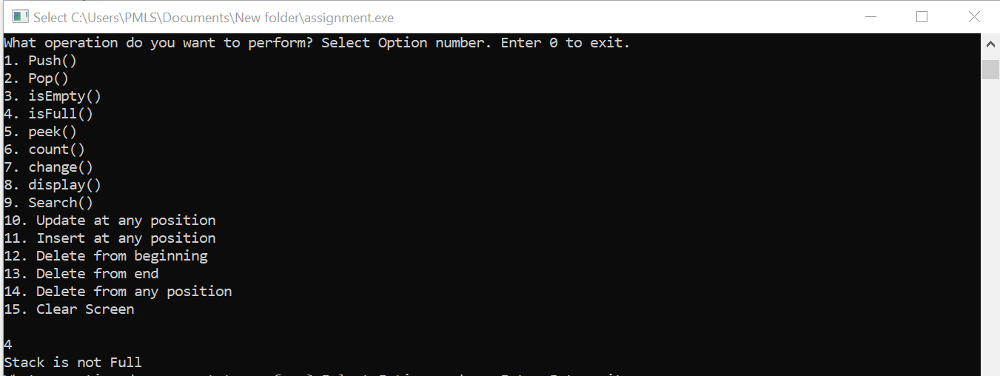 Select C:\Users\PMLS\Documents\New folder\assignment.exe
What operation do you want to perform? Select Option number. Enter 0 to exit.
1. Push()
2. Pop()
3. isEmpty()
4. isFull()
5. peek()
6. count()
7. change()
8. display()
9. Search()
10. Update at any position
11. Insert at any position
12. Delete from beginning
13. Delete from end
14. Delete from any position
15. Clear Screen
4
Stack is not Full